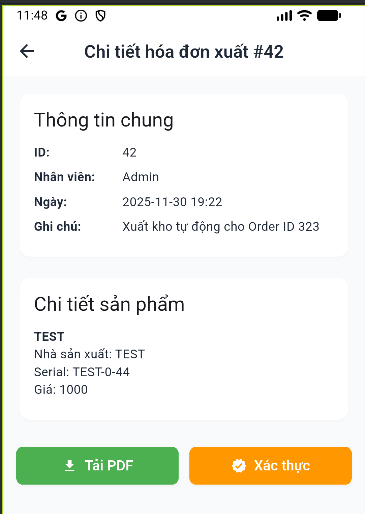 11:48
Chi tiết hóa đơn xuất #42
Thông tin chung
ID: 42
Nhân viên: Admin
Ngày: 2025-11-30 19:22
Ghi chú: Xuất kho tự động cho Order ID 323
Chi tiết sản phẩm
TEST
Nhà sản xuất: TEST
Serial: TEST-0-44
Giá: 1000
Tải PDF Xác thực